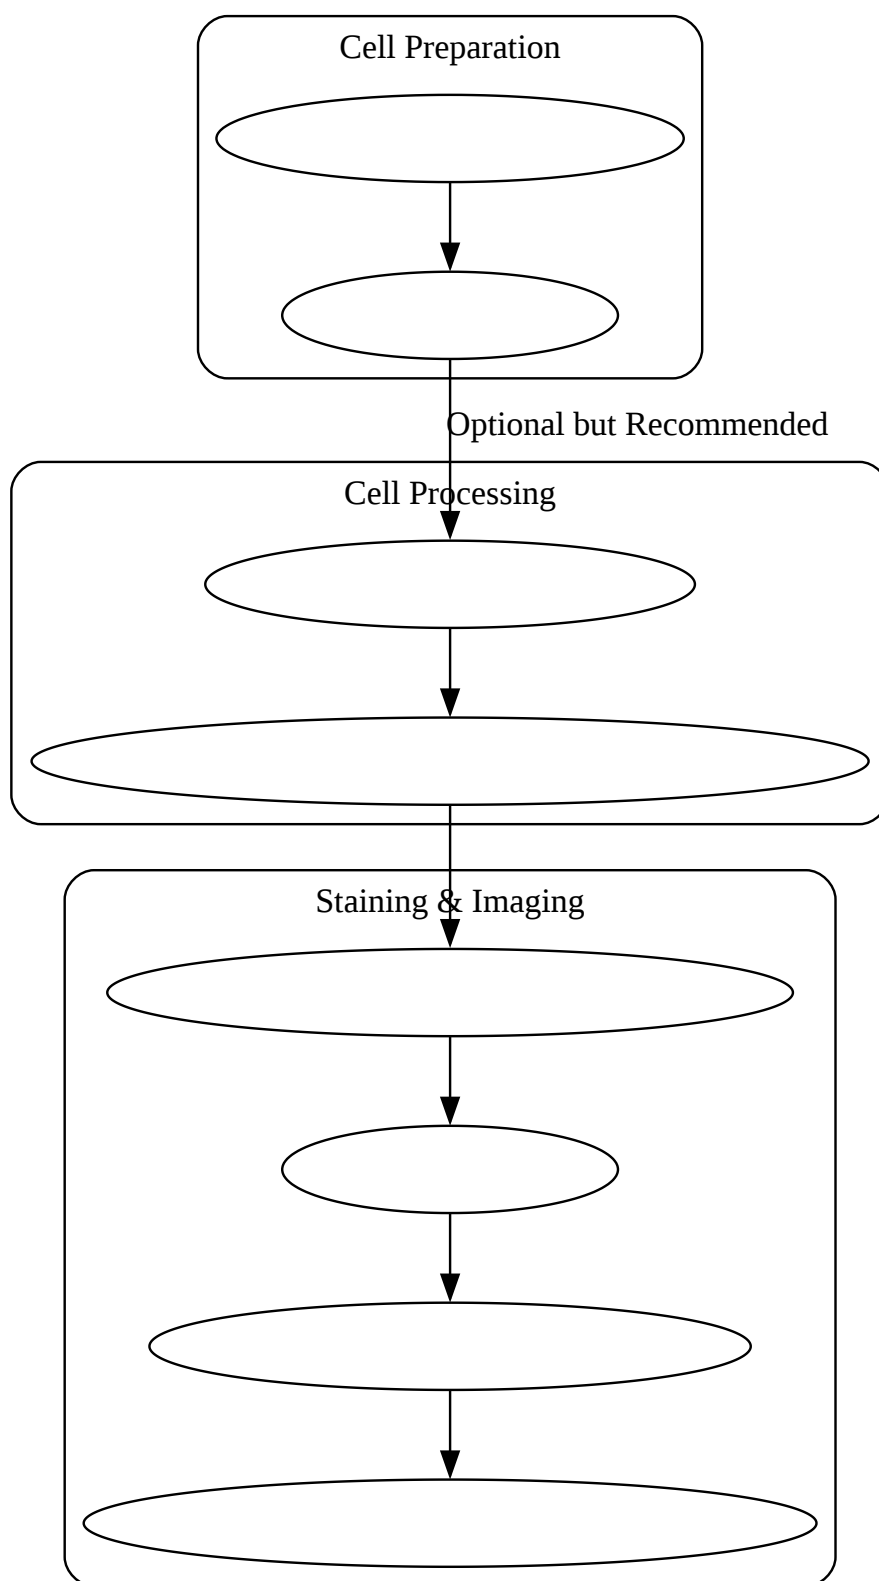 Cell Preparation
Optional but Recommended
Cell Processing
Staining & Imaging